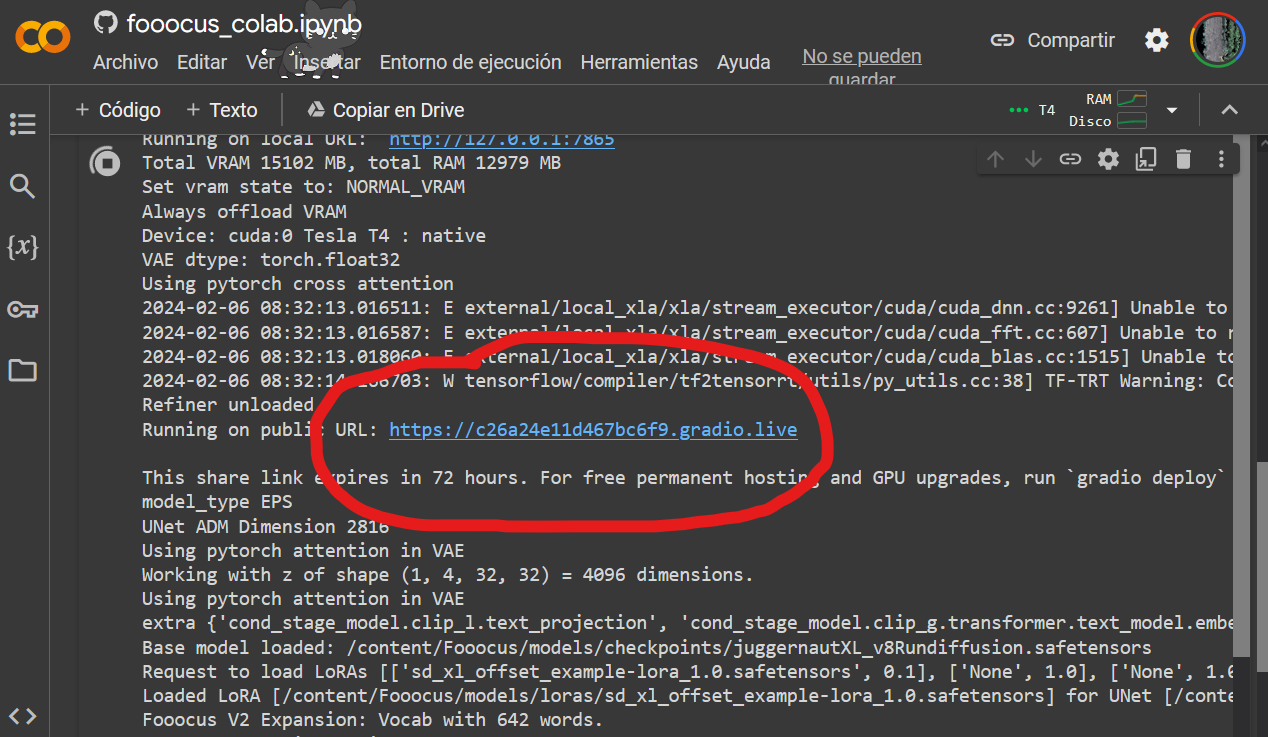 fooocus_colab.ipynb
Archivo Editar Ver Insertar Entorno de ejecución Herramientas Ayuda
No se pueden
guardar
Compartir
+ Código + Texto Copiar en Drive
T4
RAM
Disco
Running on local URL: http://127.0.0.1:7865
Total VRAM 15102 MB, total RAM 12979 MB
Set vram state to: NORMAL_VRAM
Always offload VRAM
Device: cuda:0 Tesla T4 : native
VAE dtype: torch.float32
Using pytorch cross attention
2024-02-06 08:32:13.016511: E external/local_xla/xla/stream_executor/cuda/cuda_dnn.cc:9261] Unable to
2024-02-06 08:32:13.016587: E external/local_xla/xla/stream_executor/cuda/cuda_fft.cc:607] Unable to r
2024-02-06 08:32:13.018060: E external/local_xla/xla/stream_executor/cuda/cuda_blas.cc:1515] Unable to
2024-02-06 W tensorflow/compiler/tf2tensorrt/utils/py_utils.cc:38] TF-TRT Warning: Co
Refiner unloaded
Running on public URL: https://c26a24e11d467bc6f9.gradio.live
This share link expires in 72 hours. For free permanent hosting and GPU upgrades, run `gradio deploy`
model_type EPS
UNet ADM Dimension 2816
Using pytorch attention in VAE
Working with z of shape (1, 4, 32, 32) = 4096 dimensions.
Using pytorch attention in VAE
extra {'cond_stage_model.clip_l.text_projection', 'cond_stage_model.clip_g.transformer.text_model.embe
Base model loaded: /content/Fooocus/models/checkpoints/juggernautXL_v8Rundiffusion.safetensors
Request to load LoRAs [['sd_xl_offset_example-lora_1.0.safetensors', 0.1], ['None', 1.0], ['None', 1.0
Loaded LoRA [/content/Fooocus/models/loras/sd_xl_offset_example-lora_1.0.safetensors] for UNet [/conte
Fooocus V2 Expansion: Vocab with 642 words.